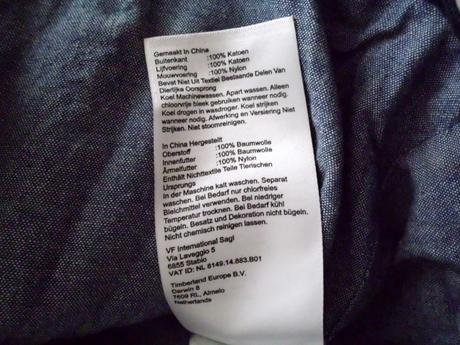 Gemaakt In China
Buitenkant :100% Katoen
Lijfvoering :100% Katoen
Mouwvoering :100% Nylon
Bevat Niet Uit Textiel Bestaande Delen Van
Dierlijke Oorsprong
Koel Machinewassen. Apart wassen. Alleen
chloorvrije bleek gebruiken wanneer nodig.
Koel drogen in wasdroger. Koel strijken
wanneer nodig. Afwerking en Versiering Niet
Strijken. Niet stoomreinigen.
In China Hergestellt
Oberstoff :100% Baumwolle
Innenfutter :100% Baumwolle
Ärmelfutter :100% Nylon
Enthält Nichttextile Teile Tierischen
Ursprungs
In der Maschine kalt waschen. Separat
waschen. Bei Bedarf nur chlorfreies
Bleichmittel verwenden. Bei niedriger
Temperatur trocknen. Bei Bedarf kühl
bügeln. Besatz und Dekoration nicht bügeln.
Nicht chemisch reinigen lassen.
VF International Sagl
Via Laveggio 5
6855 Stabio
VAT ID: NL 8149.14.883.B01
Timberland Europe B.V.
Darwin 8
7609 RL, Almelo
Netherlands